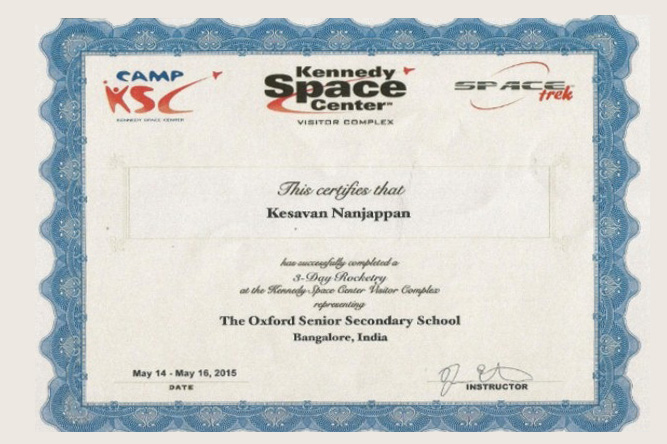 CAMP
KSC
KENNEDY SPACE CENTER
Kennedy
Space
Center™
VISITOR COMPLEX
SPACE
trek
This certifies that
Kesavan Nanjappan
has successfully completed a
3-Day Rocketry
at the Kennedy Space Center Visitor Complex
representing
The Oxford Senior Secondary School
Bangalore, India
May 14 - May 16, 2015
DATE
INSTRUCTOR